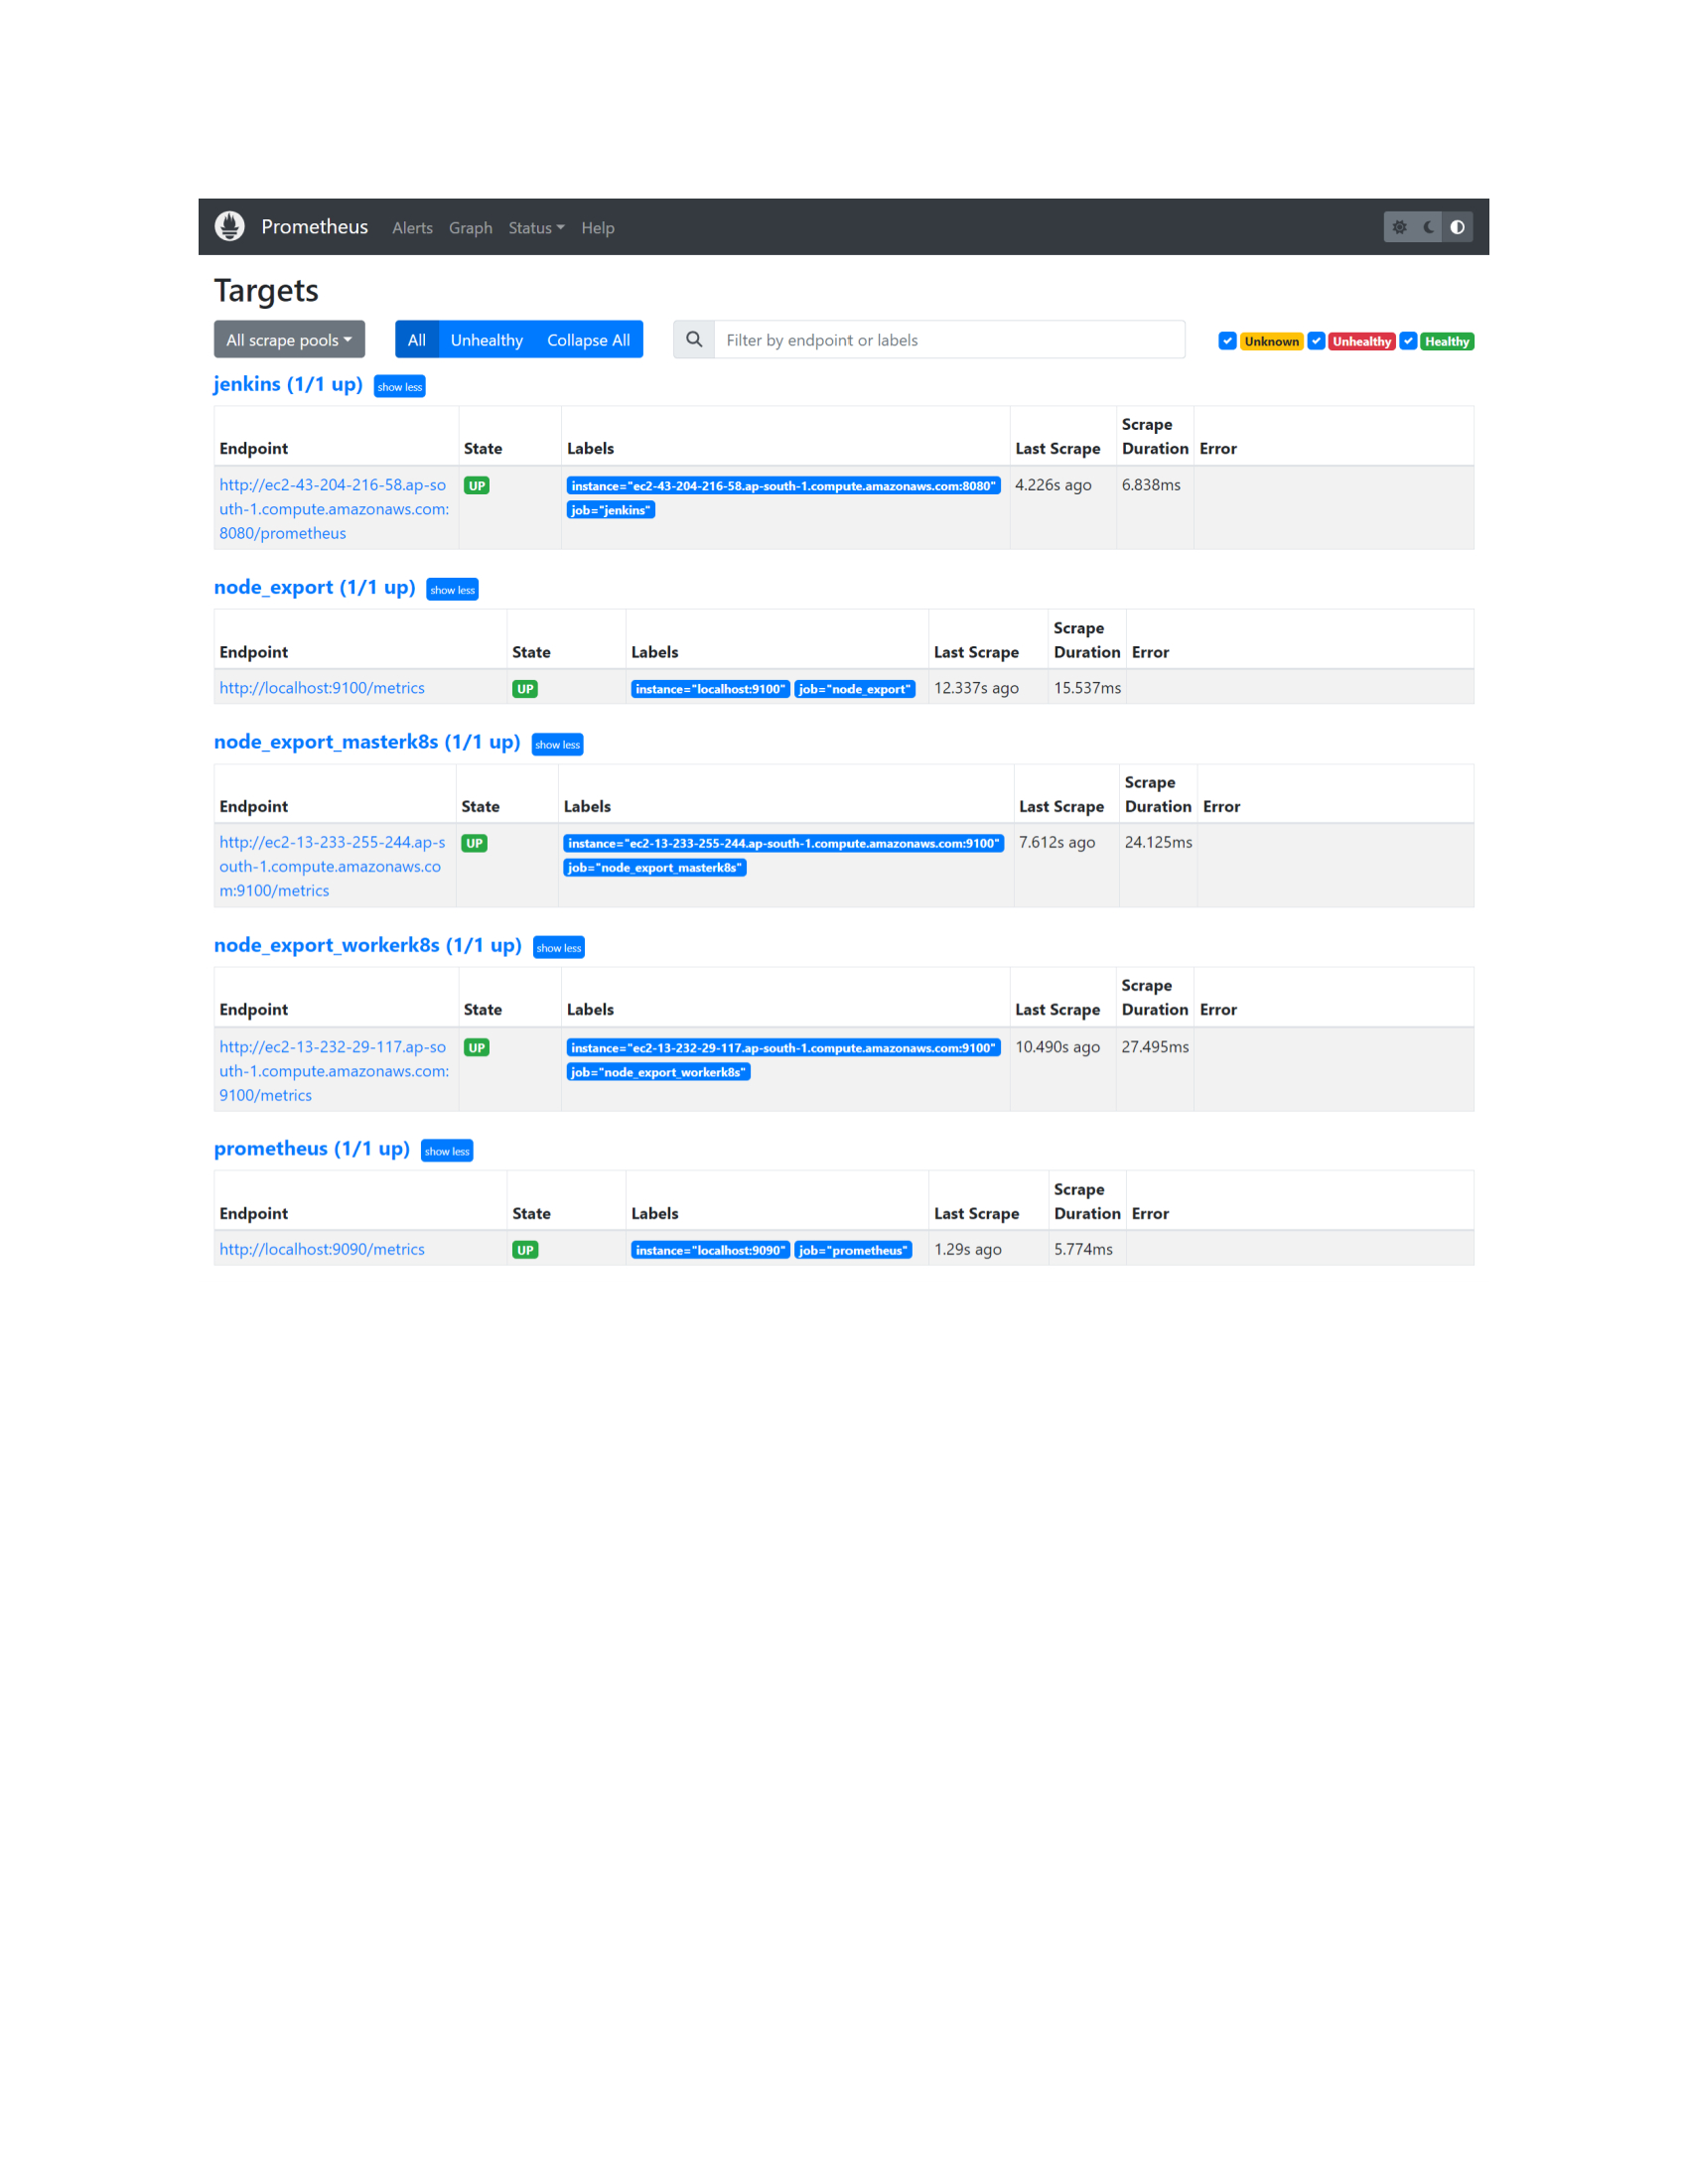 Prometheus Alerts Graph Status Help
Targets
All scrape pools All Unhealthy Collapse All Filter by endpoint or labels Unknown Unhealthy Healthy
jenkins (1/1 up) show less
Endpoint State Labels Last Scrape Scrape Duration Error
http://ec2-43-204-216-58.ap-so UP instance="ec2-43-204-216-58.ap-south-1.compute.amazonaws.com:8080" 4.226s ago 6.838ms
uth-1.compute.amazonaws.com: job="jenkins"
8080/prometheus
node_export (1/1 up) show less
Endpoint State Labels Last Scrape Scrape Duration Error
http://localhost:9100/metrics UP instance="localhost:9100" job="node_export" 12.337s ago 15.537ms
node_export_masterk8s (1/1 up) show less
Endpoint State Labels Last Scrape Scrape Duration Error
http://ec2-13-233-255-244.ap-s UP instance="ec2-13-233-255-244.ap-south-1.compute.amazonaws.com:9100" 7.612s ago 24.125ms
outh-1.compute.amazonaws.co job="node_export_masterk8s"
m:9100/metrics
node_export_workerk8s (1/1 up) show less
Endpoint State Labels Last Scrape Scrape Duration Error
http://ec2-13-232-29-117.ap-so UP instance="ec2-13-232-29-117.ap-south-1.compute.amazonaws.com:9100" 10.490s ago 27.495ms
uth-1.compute.amazonaws.com: job="node_export_workerk8s"
9100/metrics
prometheus (1/1 up) show less
Endpoint State Labels Last Scrape Scrape Duration Error
http://localhost:9090/metrics UP instance="localhost:9090" job="prometheus" 1.29s ago 5.774ms